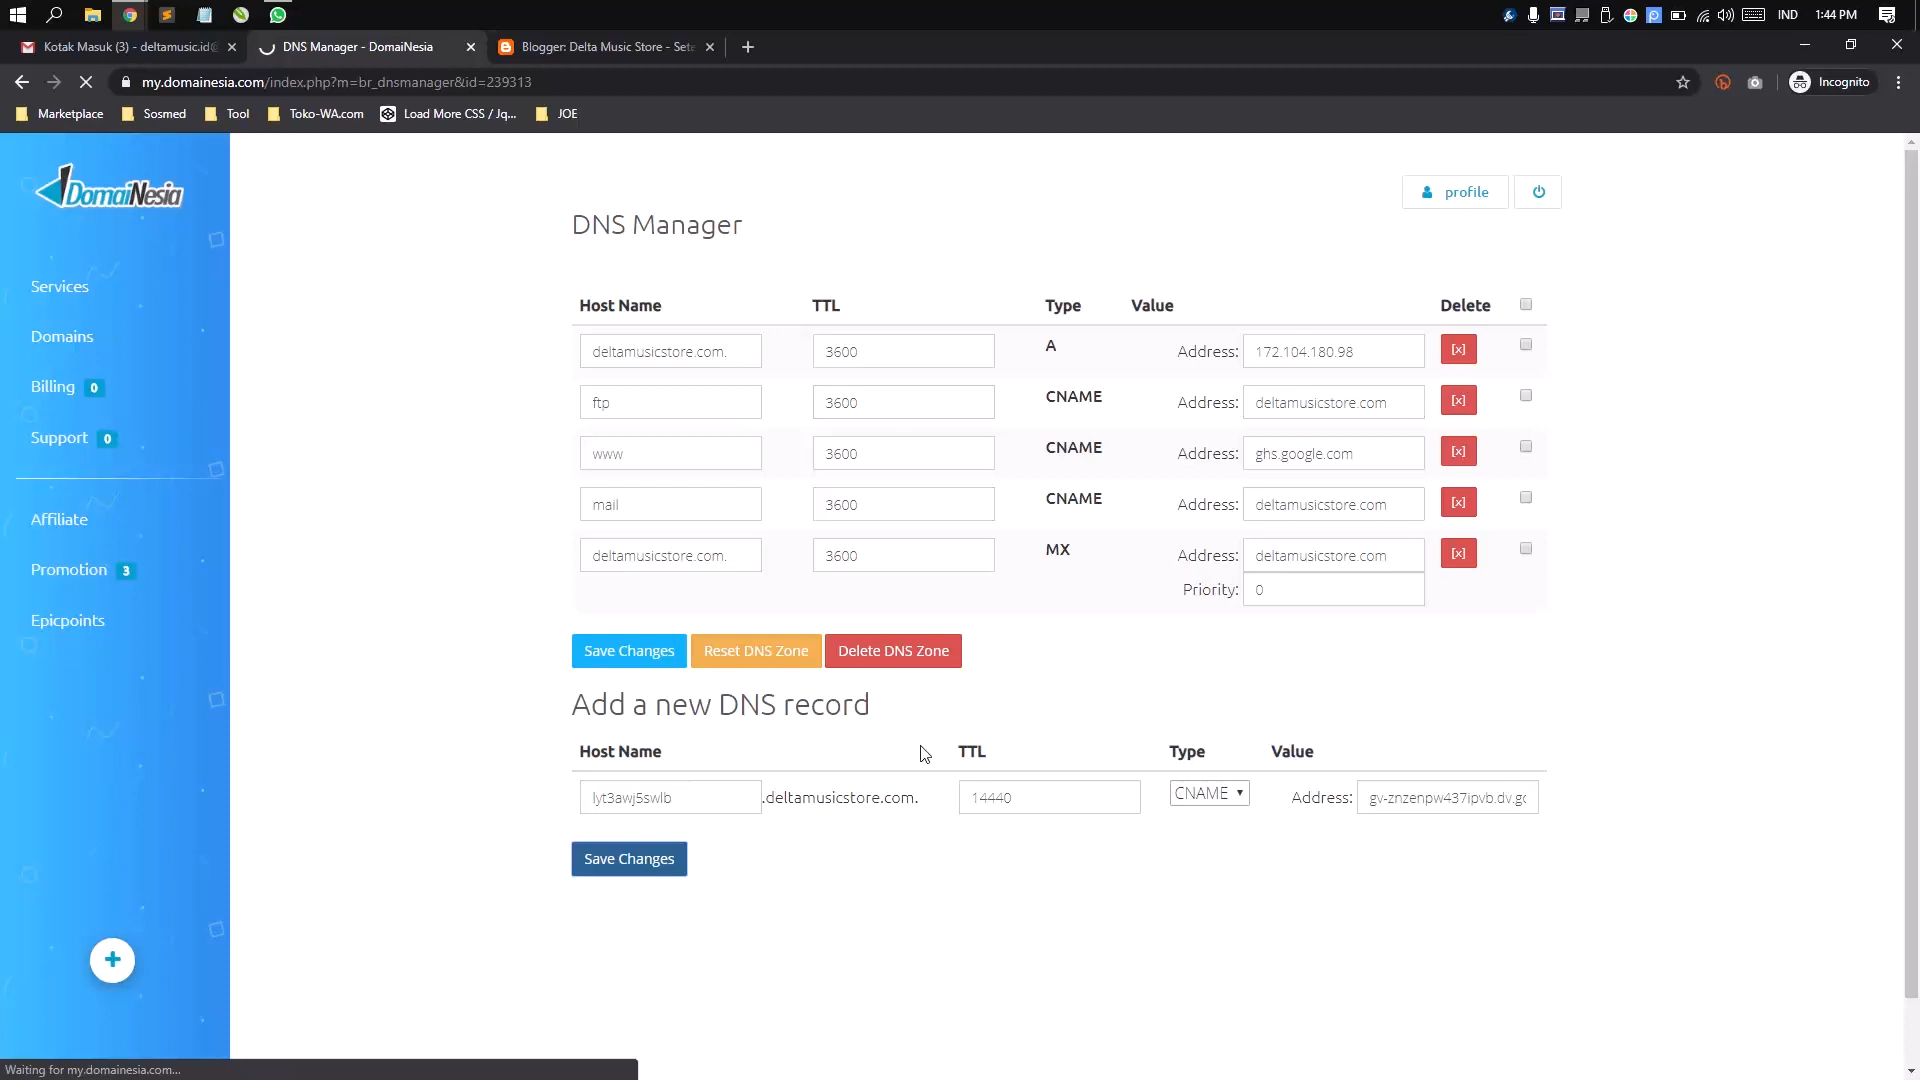 IND 1:44 PM
Kotak Masuk (3) - deltamusic.id@
DNS Manager - DomaiNesia
Blogger: Delta Music Store - Sete
my.domainesia.com/index.php?m=br_dnsmanager&id=239313
Incognito
Marketplace
Sosmed
Tool
Toko-WA.com
Load More CSS / Jq...
JOE
DomaiNesia
Services
Domains
Billing 0
Support 0
Affiliate
Promotion 3
Epicpoints
profile
DNS Manager
Host Name TTL Type Value Delete
deltamusicstore.com. 3600 A Address: 172.104.180.98 [x]
ftp 3600 CNAME Address: deltamusicstore.com [x]
www 3600 CNAME Address: ghs.google.com [x]
mail 3600 CNAME Address: deltamusicstore.com [x]
deltamusicstore.com. 3600 MX Address: deltamusicstore.com [x]
Priority: 0
Save Changes Reset DNS Zone Delete DNS Zone
Add a new DNS record
Host Name TTL Type Value
lyt3awj5swlb .deltamusicstore.com. 14440 CNAME Address: gv-znzenpw437ipvb.dv.gc
Save Changes
+
Waiting for my.domainesia.com...